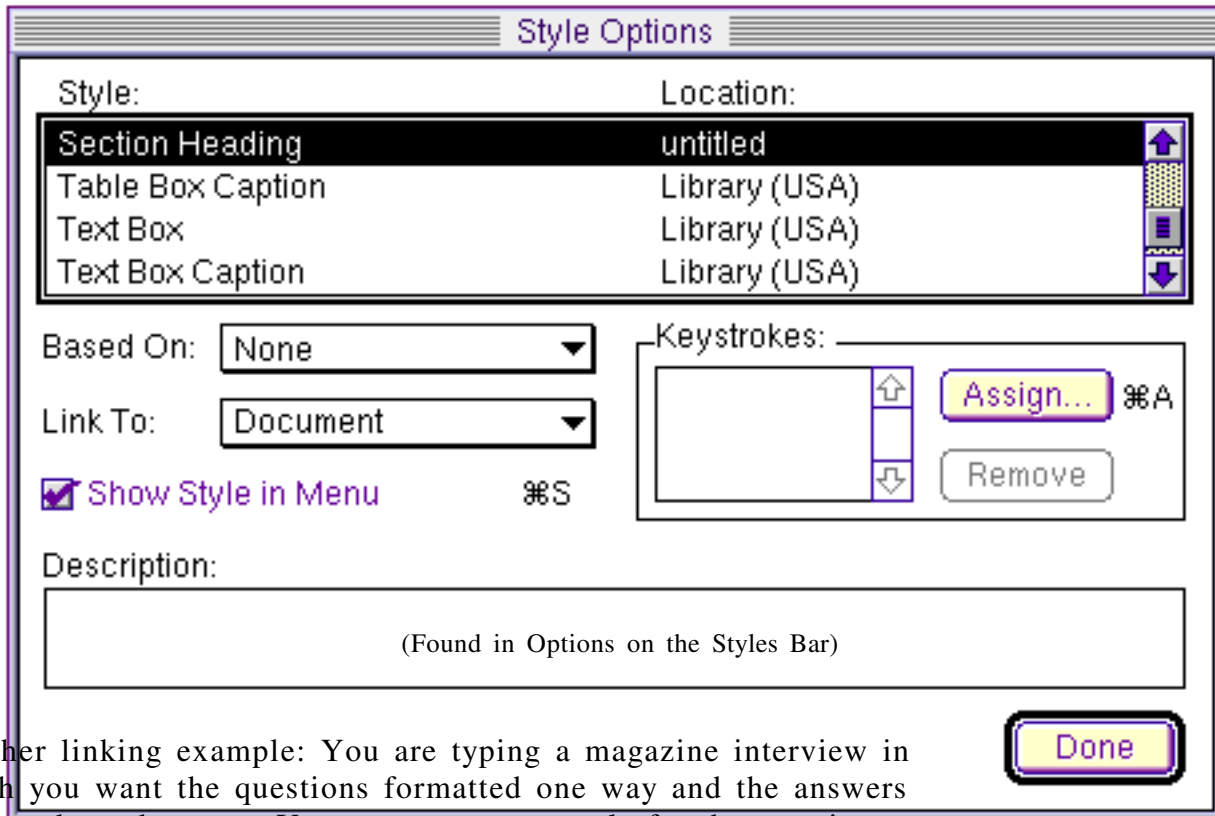 Style Options
Style: Location:
Section Heading untitled
Table Box Caption Library (USA)
Text Box Library (USA)
Text Box Caption Library (USA)
Based On: None
Link To: Document
Show Style in Menu ⌘S
Keystrokes:
Assign... ⌘A
Remove
Description:
(Found in Options on the Styles Bar)
Done
her linking example: You are typing a magazine interview in
h you want the questions formatted one way and the answers